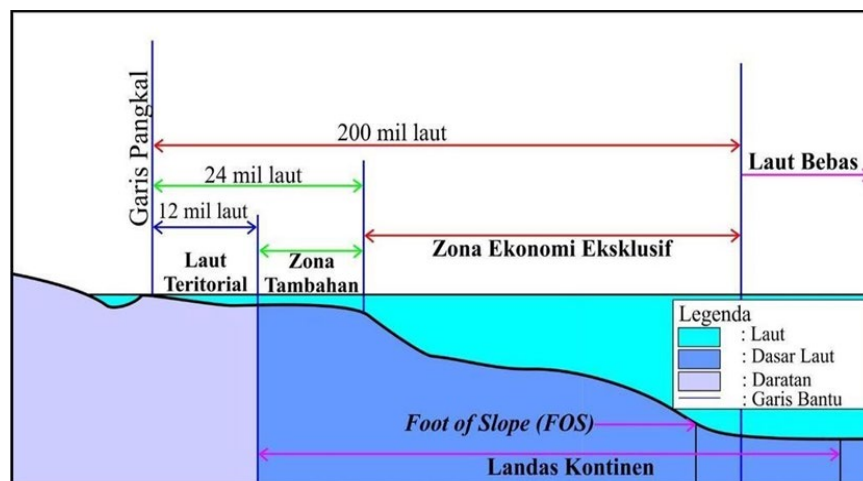 Garis Pangkal
200 mil laut
Laut Bebas
24 mil laut
12 mil laut
Laut
Teritorial
Zona
Tambahan
Zona Ekonomi Eksklusif
Legenda
: Laut
: Dasar Laut
: Daratan
: Garis Bantu
Foot of Slope (FOS)
Landas Kontinen